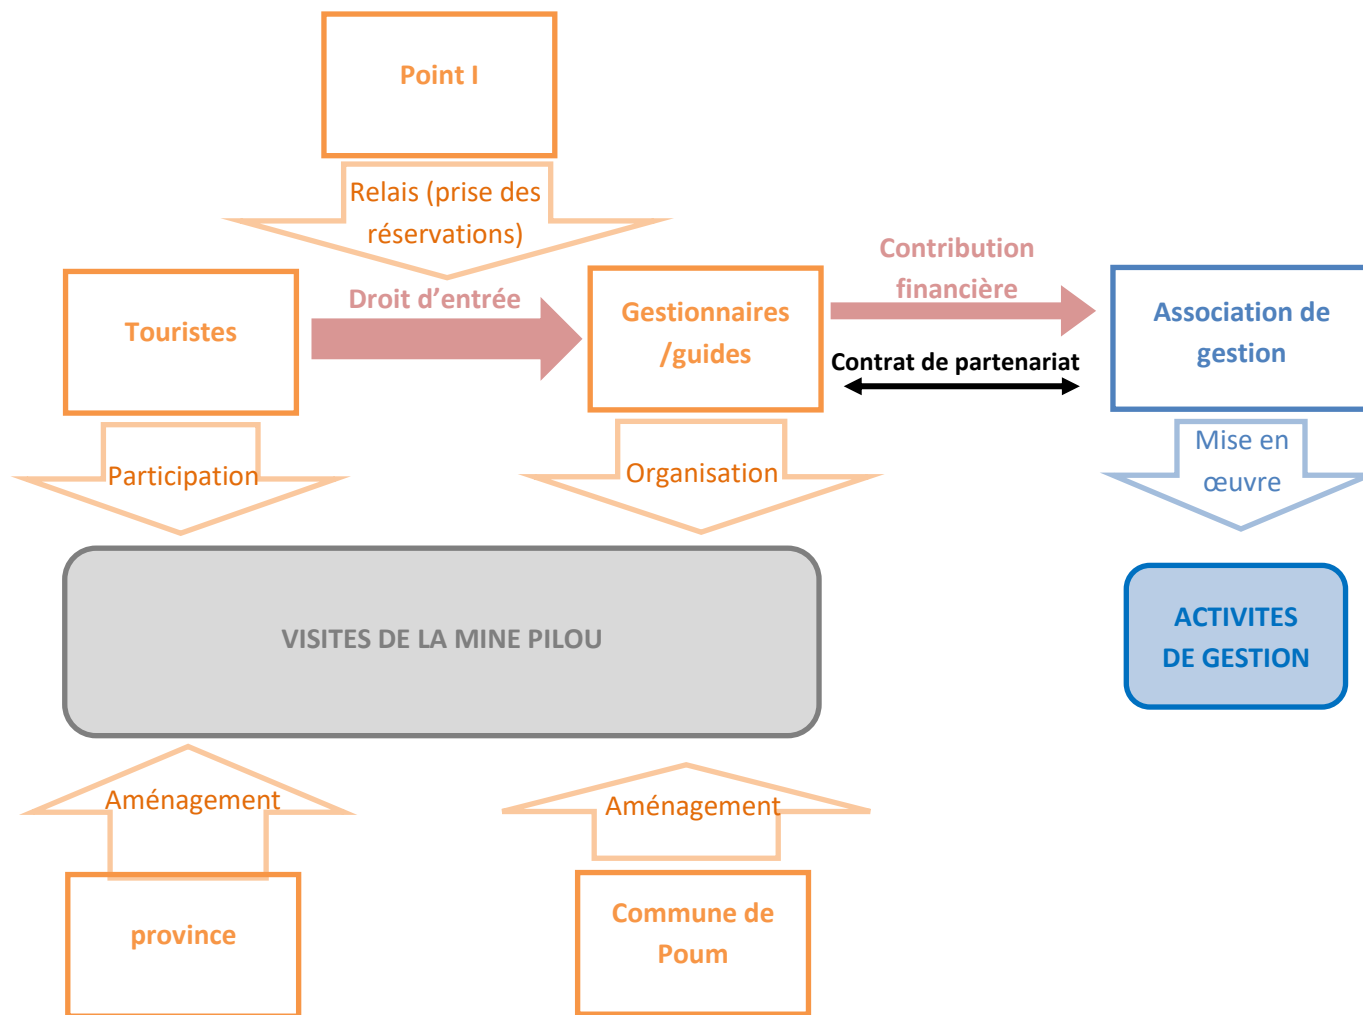 Point I
Relais (prise des
réservations)
Touristes
Droit d’entrée
Gestionnaires
/guides
Contribution
financière
Contrat de partenariat
Association de
gestion
Participation
Organisation
Mise en
œuvre
VISITES DE LA MINE PILOU
ACTIVITES
DE GESTION
Aménagement
Aménagement
province
Commune de
Poum